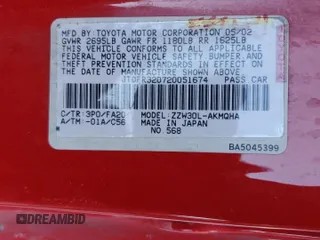 BY TOYOTA MOTOR CORPORATION 05/02
GVWR 2695LB GAWR FR 1180LB RR 1625LB
THIS VEHICLE CONFORMS TO ALL APPLICABLE
FEDERAL MOTOR VEHICLE SAFETY, BUMPER, AND
THEFT PREVENTION STANDARDS IN EFFECT ON
THE DATE OF MANUFACTURE SHOWN ABOVE.
JTDFR320720051674 PASS CAR
C/TR: 3P0/FA20 MODEL: ZZW30L-AKMQHA
A/TM: -01A/C56 MADE IN JAPAN
NO. 568
BA5045399
© AUTOBIDMASTER